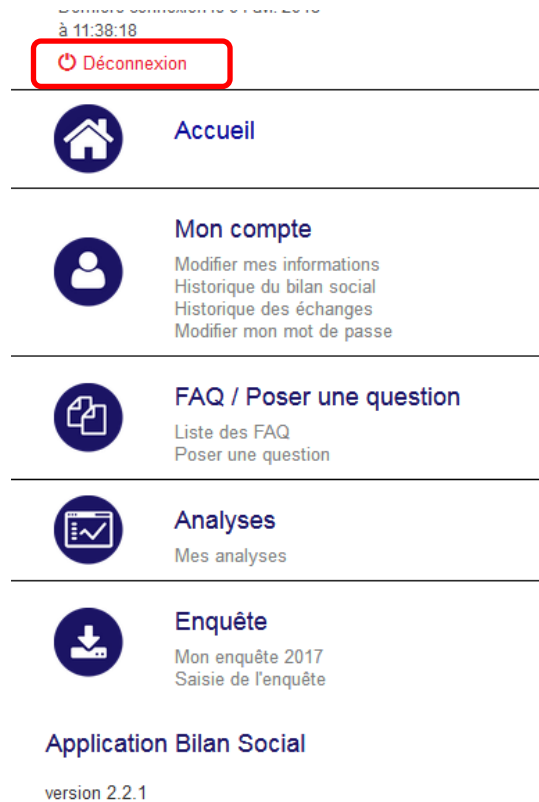 à 11:38:18
Déconnexion
Accueil
Mon compte
Modifier mes informations
Historique du bilan social
Historique des échanges
Modifier mon mot de passe
FAQ / Poser une question
Liste des FAQ
Poser une question
Analyses
Mes analyses
Enquête
Mon enquête 2017
Saisie de l'enquête
Application Bilan Social
version 2.2.1